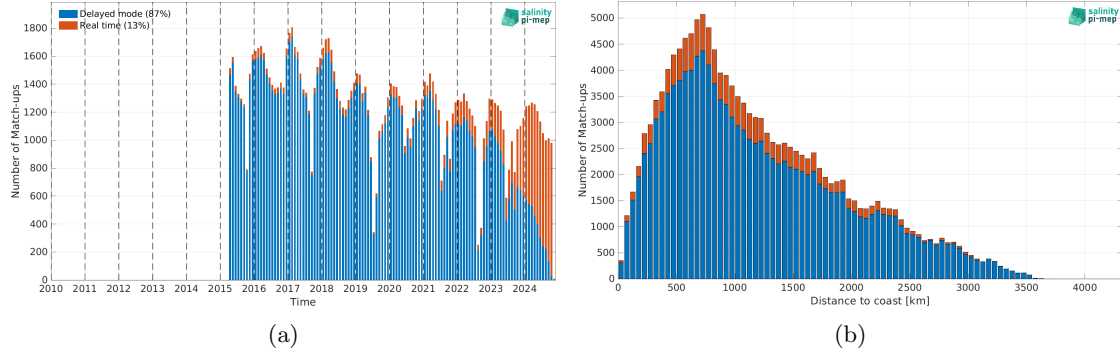 Delayed mode (87%)
Real time (13%)
salinity
pi-mep
Number of Match-ups
1800
1600
1400
1200
1000
800
600
400
200
0
2010 2011 2012 2013 2014 2015 2016 2017 2018 2019 2020 2021 2022 2023 2024
Time
(a)
salinity
pi-mep
Number of Match-ups
5000
4500
4000
3500
3000
2500
2000
1500
1000
500
0
0 500 1000 1500 2000 2500 3000 3500 4000
Distance to coast [km]
(b)